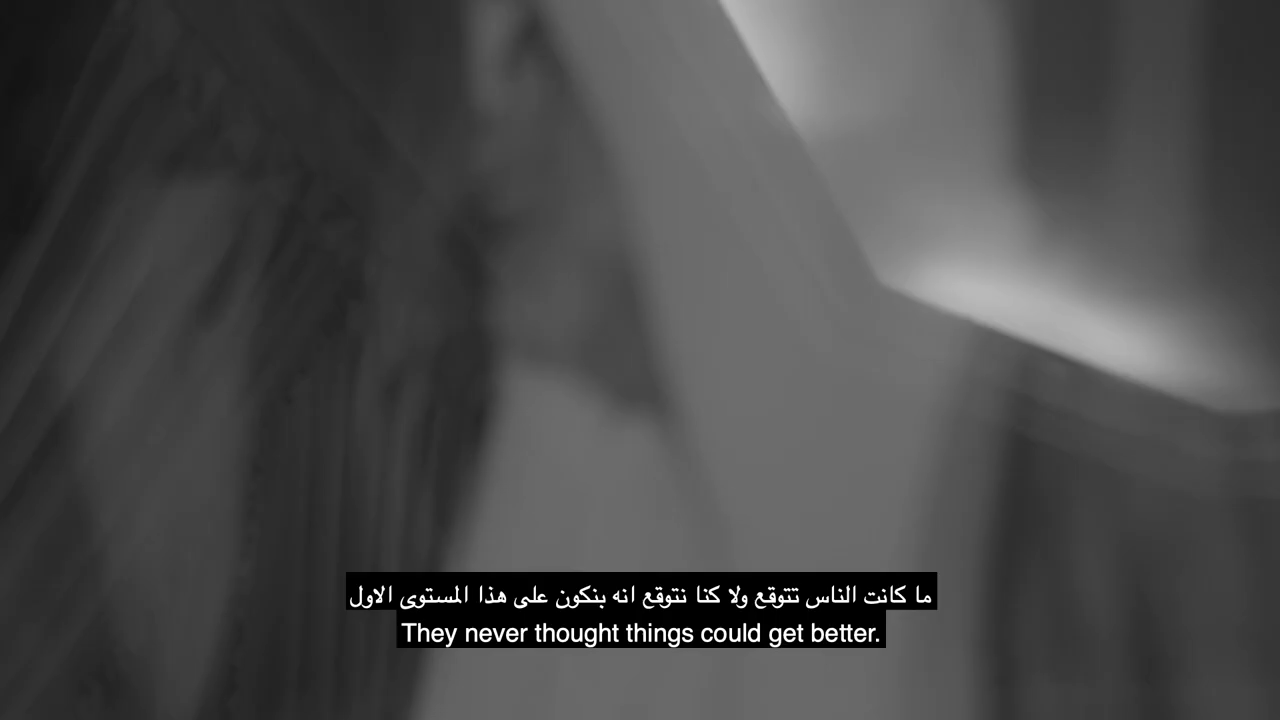 ما كانت الناس تتوقع ولا كنا نتوقع انه بنكون على هذا المستوى الاول
They never thought things could get better.